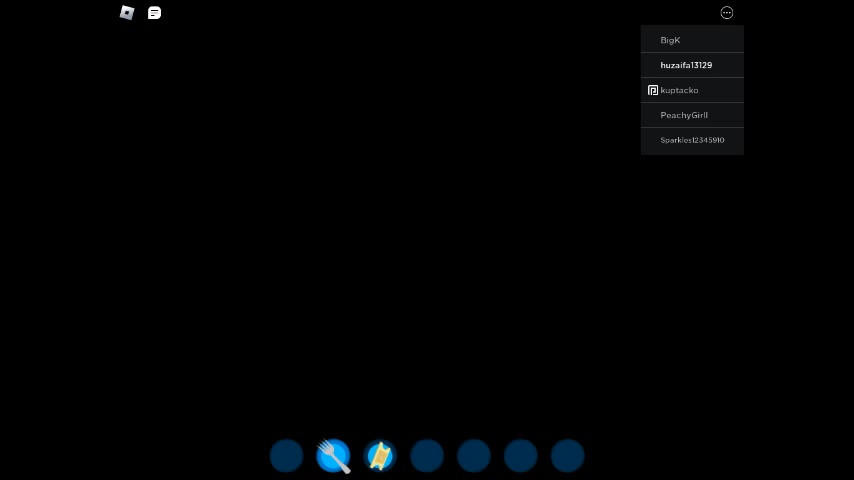 BigK
huzaifa13129
kuptacko
PeachyGirll
Sparkles12345910